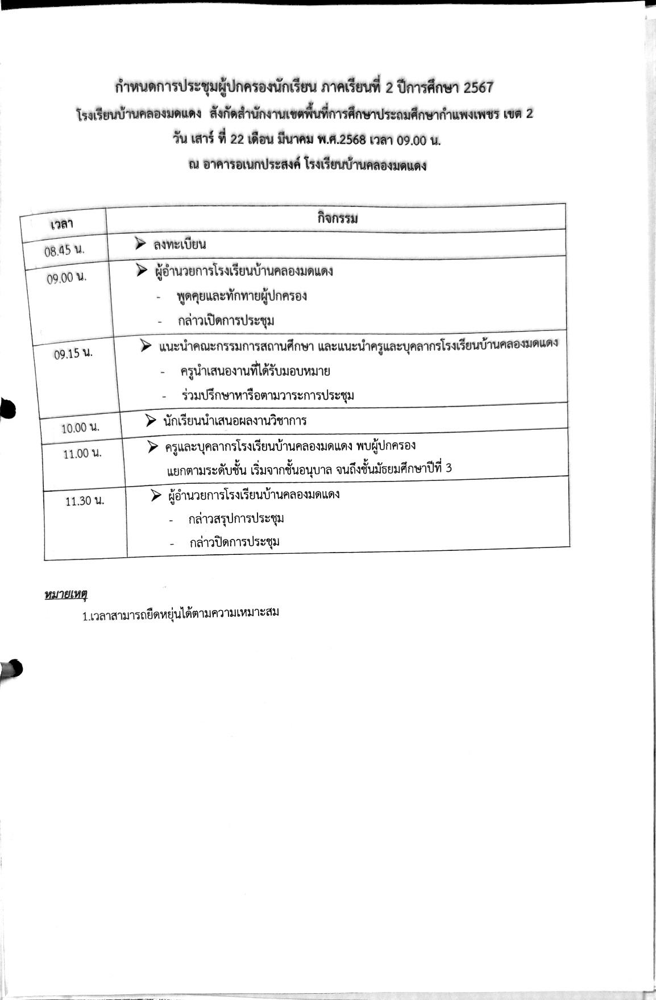 กำหนดการประชุมผู้ปกครองนักเรียน ภาคเรียนที่ 2 ปีการศึกษา 2567
โรงเรียนบ้านคลองมดแดง สังกัดสำนักงานเขตพื้นที่การศึกษาประถมศึกษากำแพงเพชร เขต 2
วัน เสาร์ ที่ 22 เดือน มีนาคม พ.ศ.2568 เวลา 09.00 น.
ณ อาคารอเนกประสงค์ โรงเรียนบ้านคลองมดแดง
เวลา กิจกรรม
08.45 น. ➤ ลงทะเบียน
09.00 น. ➤ ผู้อำนวยการโรงเรียนบ้านคลองมดแดง
- พูดคุยและทักทายผู้ปกครอง
- กล่าวเปิดการประชุม
09.15 น. ➤ แนะนำคณะกรรมการสถานศึกษา และแนะนำครูและบุคลากรโรงเรียนบ้านคลองมดแดง
- ครูนำเสนองานที่ได้รับมอบหมาย
- ร่วมปรึกษาหารือตามวาระการประชุม
10.00 น. ➤ นักเรียนนำเสนอผลงานวิชาการ
11.00 น. ➤ ครูและบุคลากรโรงเรียนบ้านคลองมดแดง พบผู้ปกครอง
แยกตามระดับชั้น เริ่มจากชั้นอนุบาล จนถึงชั้นมัธยมศึกษาปีที่ 3
11.30 น. ➤ ผู้อำนวยการโรงเรียนบ้านคลองมดแดง
- กล่าวสรุปการประชุม
- กล่าวปิดการประชุม
หมายเหตุ
1.เวลาสามารถยืดหยุ่นได้ตามความเหมาะสม